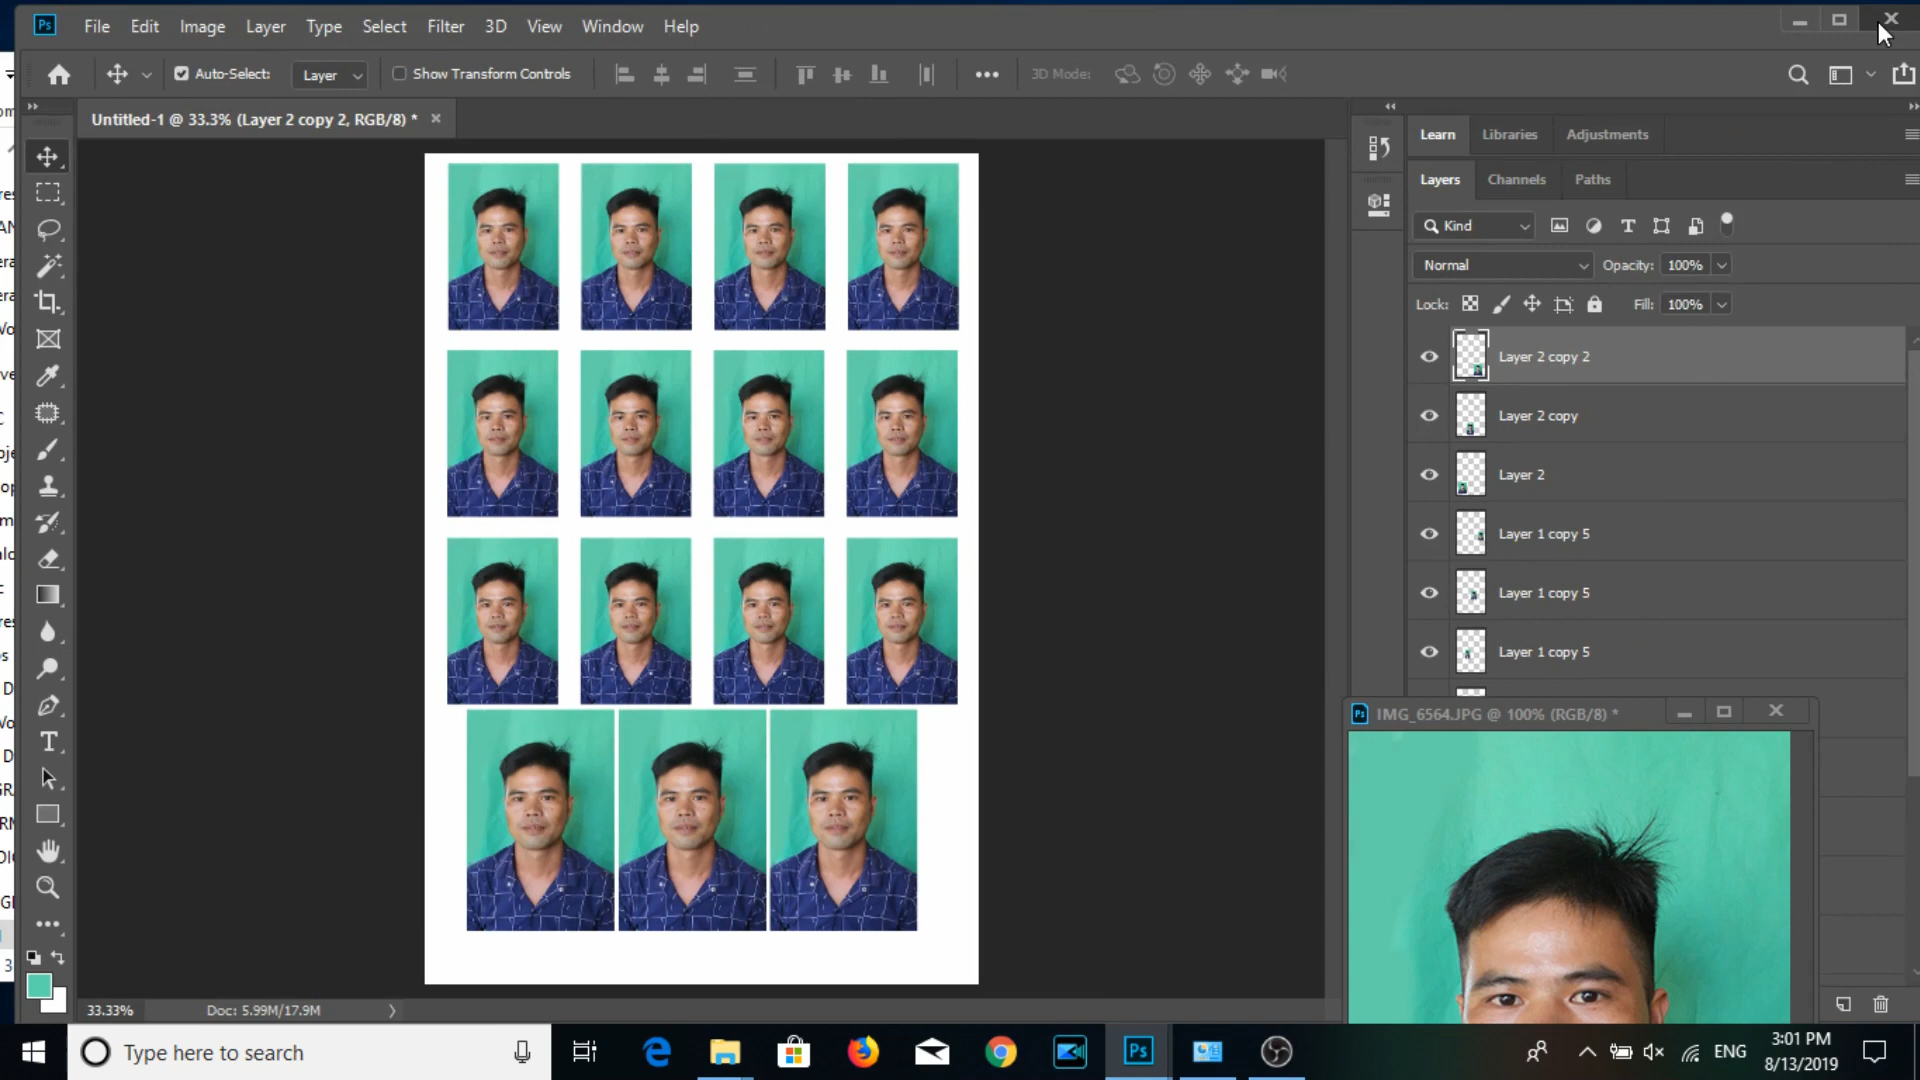 Ps File Edit Image Layer Type Select Filter 3D View Window Help
Auto-Select: Layer Show Transform Controls 3D Mode:
Untitled-1 @ 33.3% (Layer 2 copy 2, RGB/8) *
Learn Libraries Adjustments
Layers Channels Paths
Kind
Normal Opacity: 100%
Lock: Fill: 100%
Layer 2 copy 2
Layer 2 copy
Layer 2
Layer 1 copy 5
Layer 1 copy 5
Layer 1 copy 5
Ps IMG_6564.JPG @ 100% (RGB/8) *
33.33% Doc: 5.99M/17.9M
Type here to search
Ps
ENG
3:01 PM
8/13/2019